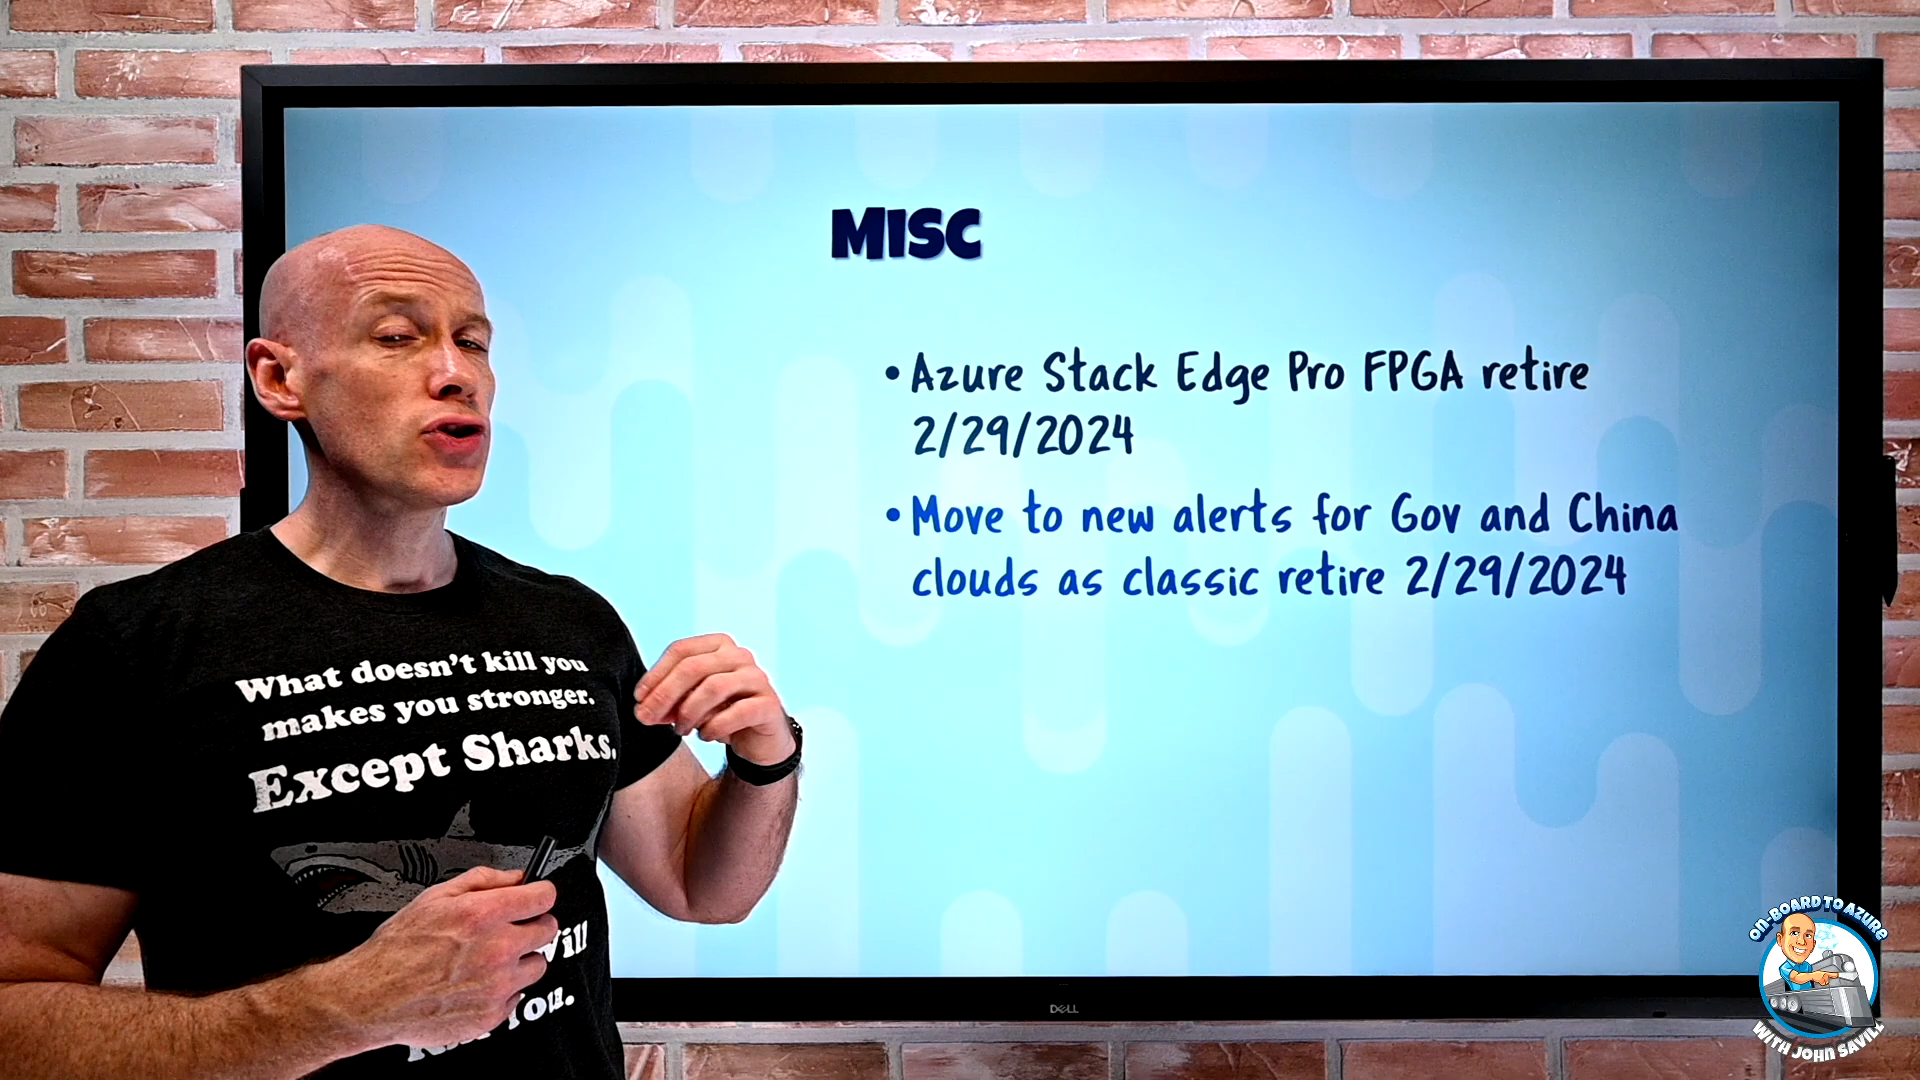 MISC
•Azure Stack Edge Pro FPGA retire
2/29/2024
•Move to new alerts for Gov and China
clouds as classic retire 2/29/2024
What doesn't kill you
makes you stronger.
Except Sharks.
Will
You.
DELL
ON-BOARD TO AZURE
WITH JOHN SAVILL